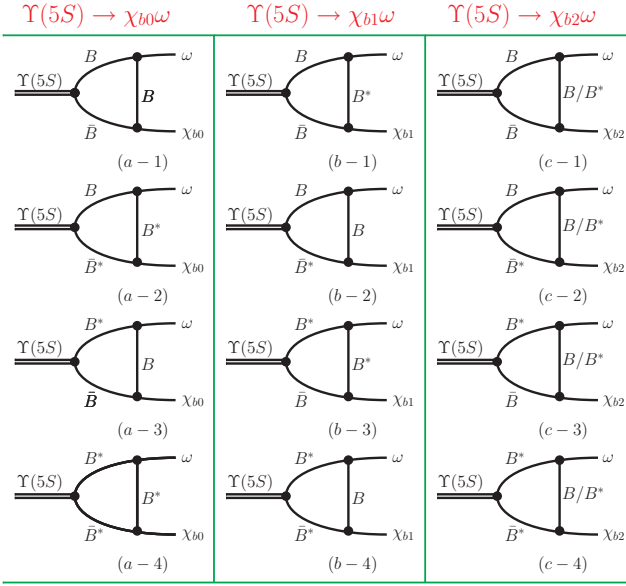 Υ(5S) → χb0ω Υ(5S) → χb1ω Υ(5S) → χb2ω
B ω B ω B ω
Υ(5S) B Υ(5S) B* Υ(5S) B/B*
B̄ χb0 B̄ χb1 B̄ χb2
(a − 1) (b − 1) (c − 1)
B ω B ω B ω
Υ(5S) B* Υ(5S) B Υ(5S) B/B*
B̄* χb0 B̄* χb1 B̄* χb2
(a − 2) (b − 2) (c − 2)
B* ω B* ω B* ω
Υ(5S) B Υ(5S) B* Υ(5S) B/B*
B̄ χb0 B̄ χb1 B̄ χb2
(a − 3) (b − 3) (c − 3)
B* ω B* ω B* ω
Υ(5S) B* Υ(5S) B Υ(5S) B/B*
B̄* χb0 B̄* χb1 B̄* χb2
(a − 4) (b − 4) (c − 4)